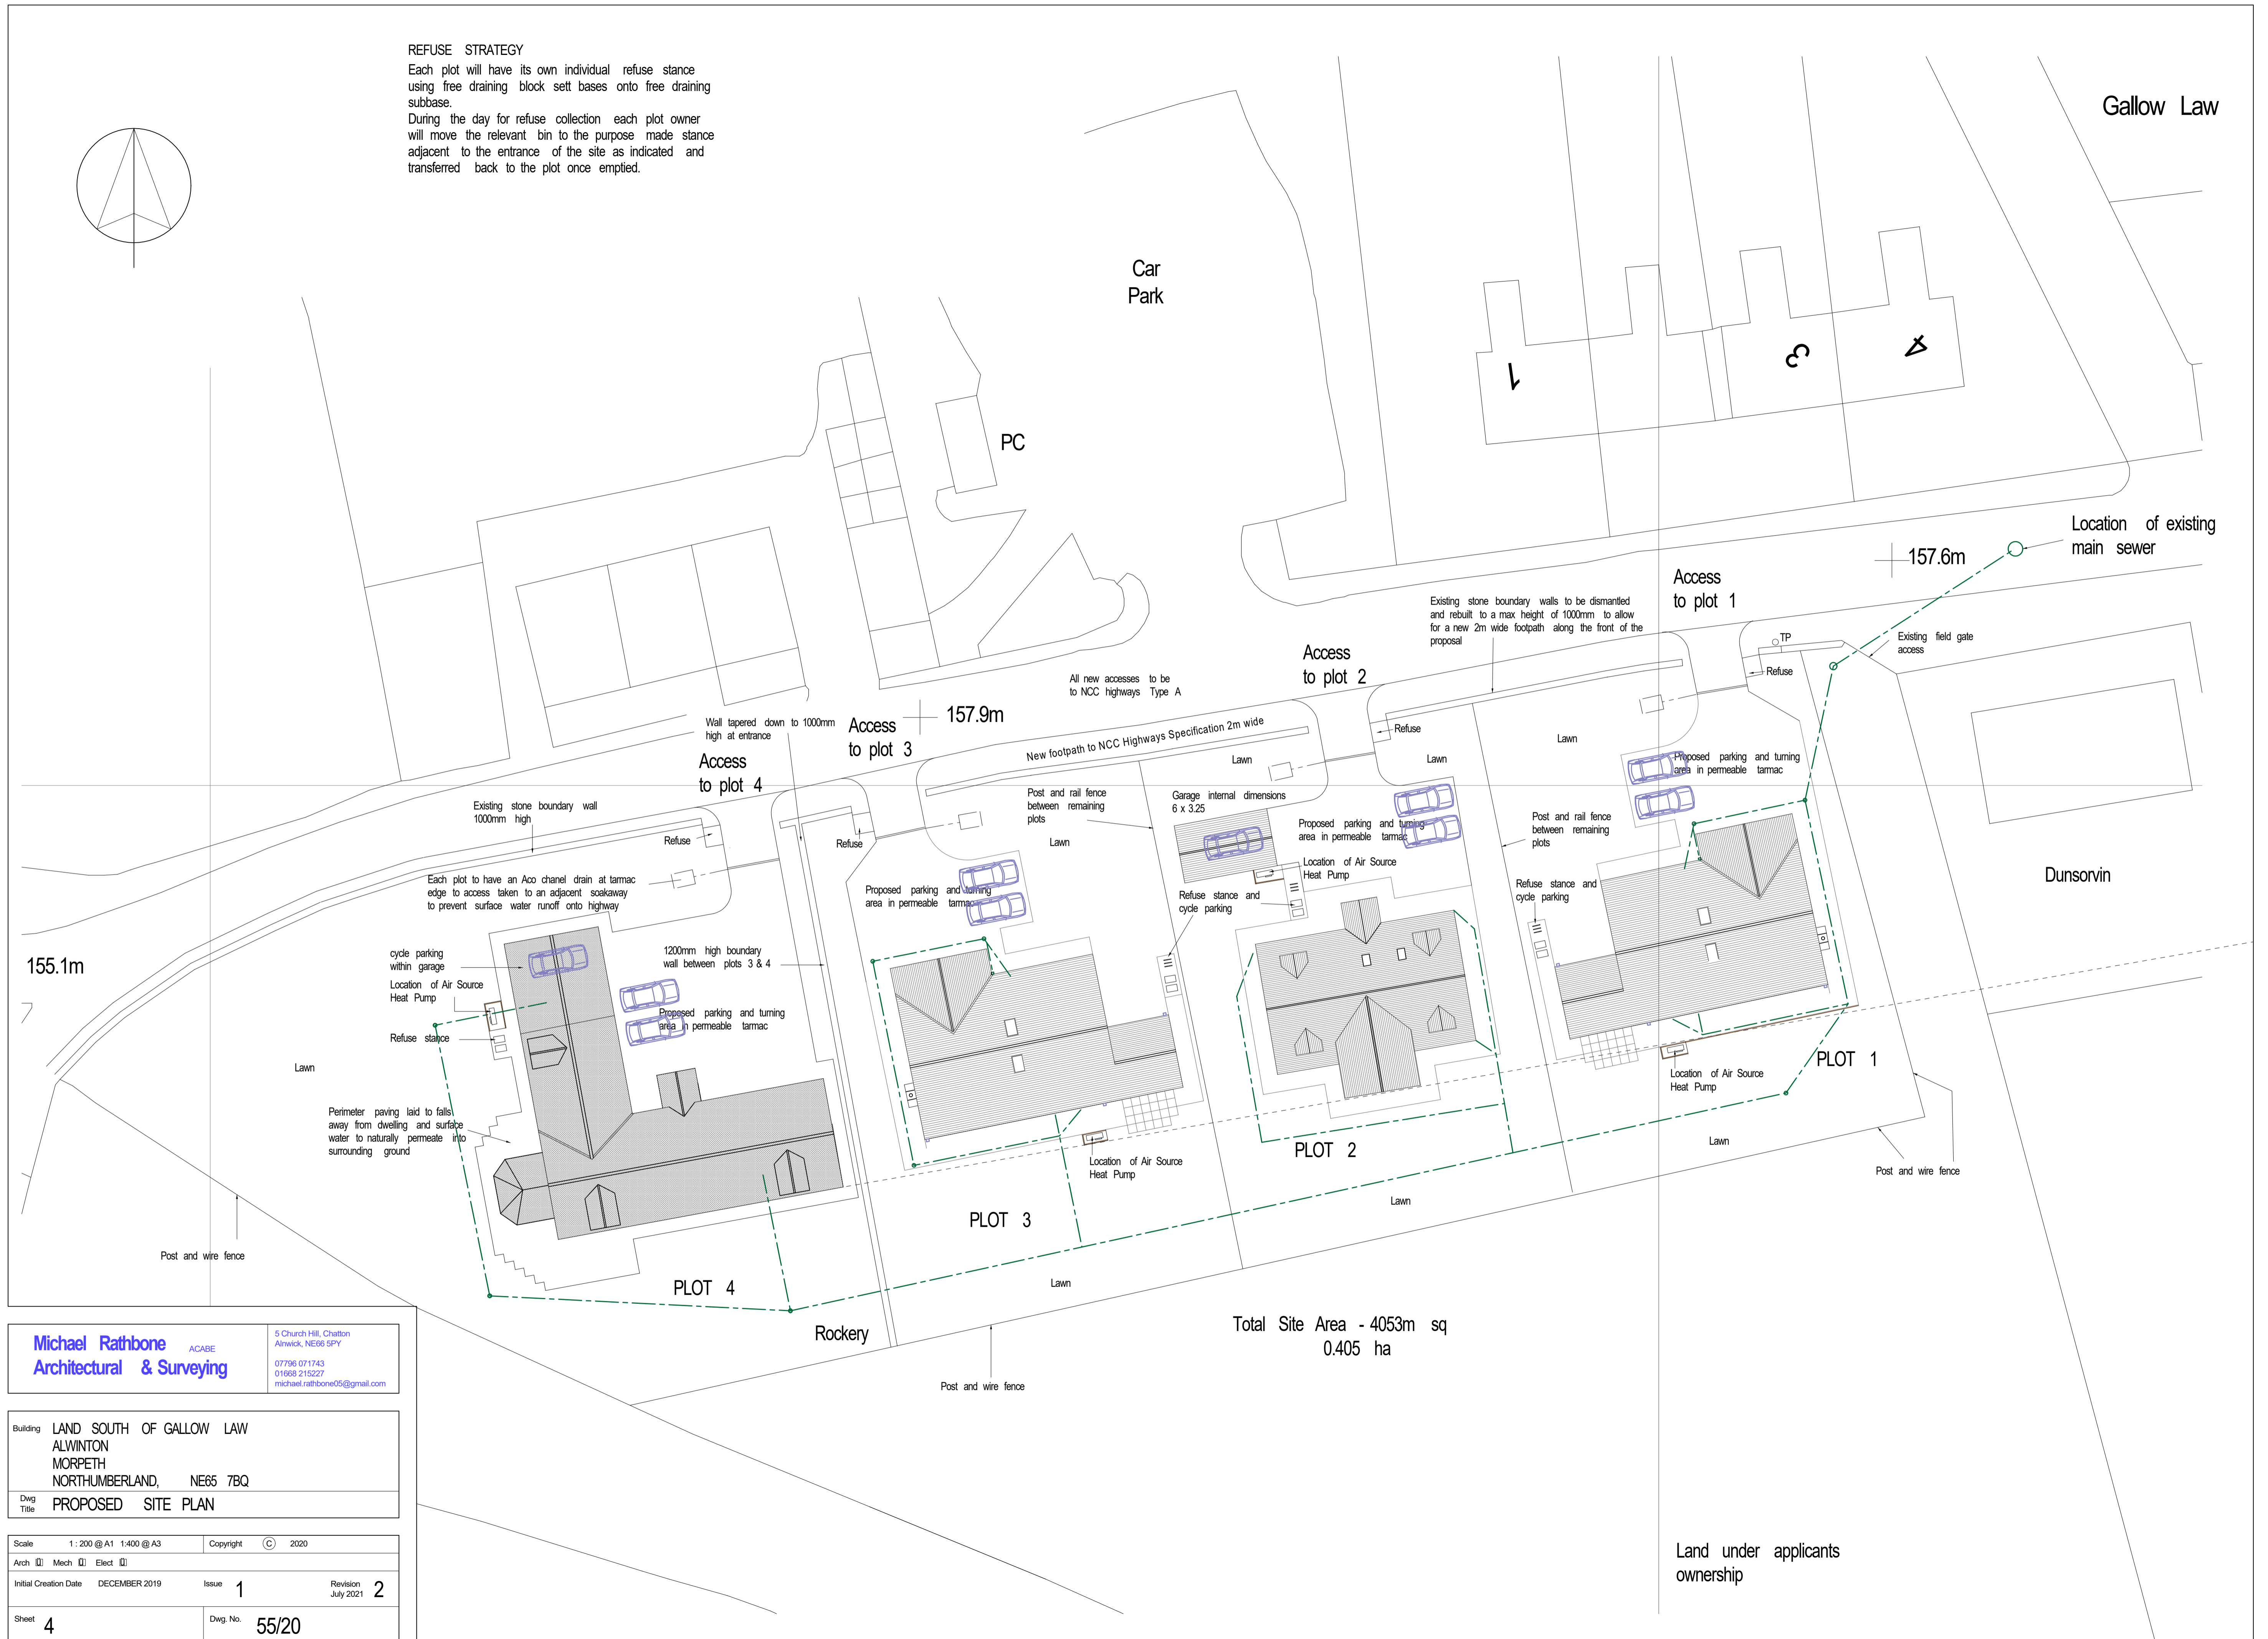 REFUSE STRATEGY
Each plot will have its own individual refuse stance
using free draining block sett bases onto free draining
subbase.
During the day for refuse collection each plot owner
will move the relevant bin to the purpose made stance
adjacent to the entrance of the site as indicated and
transferred back to the plot once emptied.
Gallow Law
Car
Park
1
3
4
PC
Location of existing
main sewer
157.6m
Access
to plot 1
Existing stone boundary walls to be dismantled
and rebuilt to a max height of 1000mm to allow
for a new 2m wide footpath along the front of the
proposal
TP
Existing field gate
access
Refuse
Access
to plot 2
All new accesses to be
to NCC highways Type A
157.9m
Wall tapered down to 1000mm
high at entrance
Access
to plot 3
New footpath to NCC Highways Specification 2m wide
Refuse
Lawn
Lawn
Lawn
Access
to plot 4
Proposed parking and turning
area in permeable tarmac
Existing stone boundary wall
1000mm high
Post and rail fence
between remaining
plots
Garage internal dimensions
6 x 3.25
Proposed parking and turning
area in permeable tarmac
Post and rail fence
between remaining
plots
Refuse
Refuse
Lawn
Location of Air Source
Heat Pump
Dunsorvin
Each plot to have an Aco chanel drain at tarmac
edge to access taken to an adjacent soakaway
to prevent surface water runoff onto highway
Proposed parking and turning
area in permeable tarmac
Refuse stance and
cycle parking
Refuse stance and
cycle parking
155.1m
cycle parking
within garage
1200mm high boundary
wall between plots 3 & 4
Location of Air Source
Heat Pump
Proposed parking and turning
area in permeable tarmac
Refuse stance
Lawn
PLOT 1
Location of Air Source
Heat Pump
Perimeter paving laid to falls
away from dwelling and surface
water to naturally permeate into
surrounding ground
Lawn
PLOT 2
Location of Air Source
Heat Pump
Post and wire fence
Lawn
PLOT 3
Post and wire fence
PLOT 4
Lawn
Rockery
Total Site Area - 4053m sq
0.405 ha
Post and wire fence
Land under applicants
ownership
Michael Rathbone ACABE
Architectural & Surveying
5 Church Hill, Chatton
Alnwick, NE66 5PY
07796 071743
01668 215227
michael.rathbone05@gmail.com
Building LAND SOUTH OF GALLOW LAW
ALWINTON
MORPETH
NORTHUMBERLAND, NE65 7BQ
Dwg
Title PROPOSED SITE PLAN
Scale 1 : 200 @ A1 1:400 @ A3 Copyright © 2020
Arch Mech Elect
Initial Creation Date DECEMBER 2019 Issue 1 Revision
July 2021 2
Sheet 4 Dwg. No. 55/20